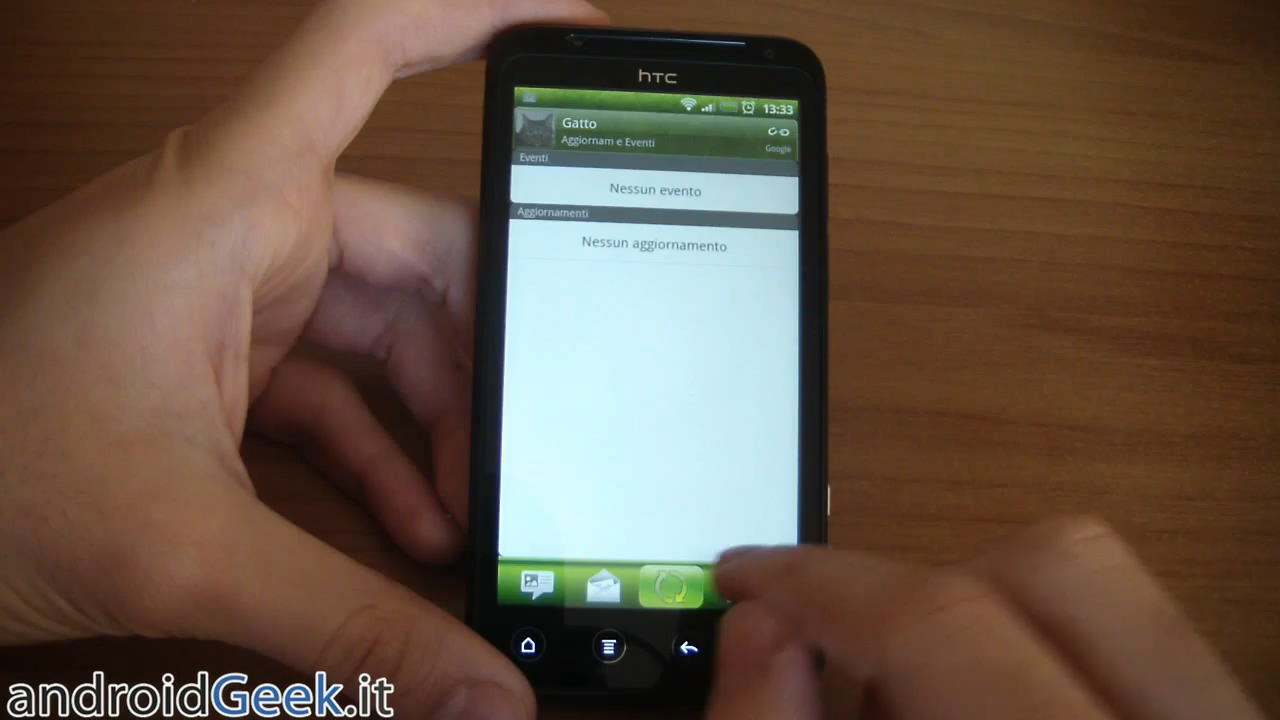 hTC
13:33
Gatto
Aggiornam e Eventi
Google
Eventi
Nessun evento
Aggiornamenti
Nessun aggiornamento
androidGeek.it